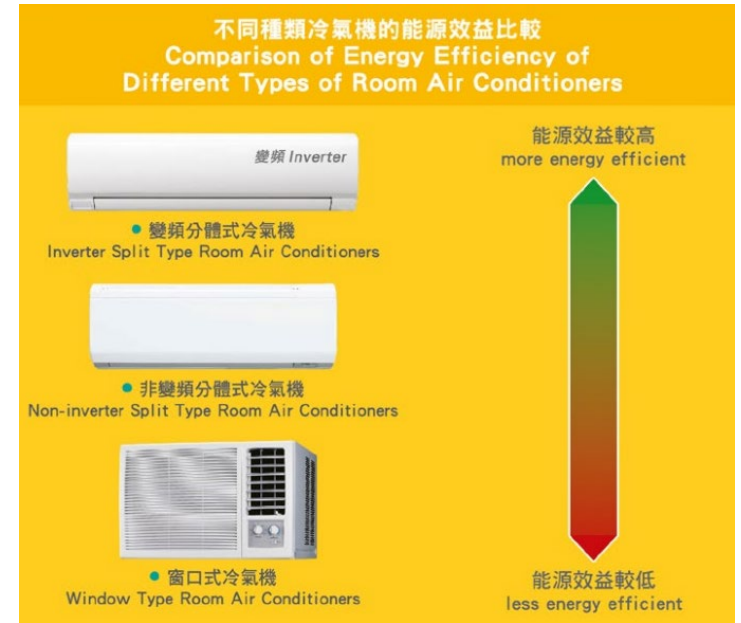 不同種類冷氣機的能源效益比較
Comparison of Energy Efficiency of
Different Types of Room Air Conditioners
變頻 Inverter
變頻分體式冷氣機
Inverter Split Type Room Air Conditioners
非變頻分體式冷氣機
Non-inverter Split Type Room Air Conditioners
窗口式冷氣機
Window Type Room Air Conditioners
能源效益較高
more energy efficient
能源效益較低
less energy efficient